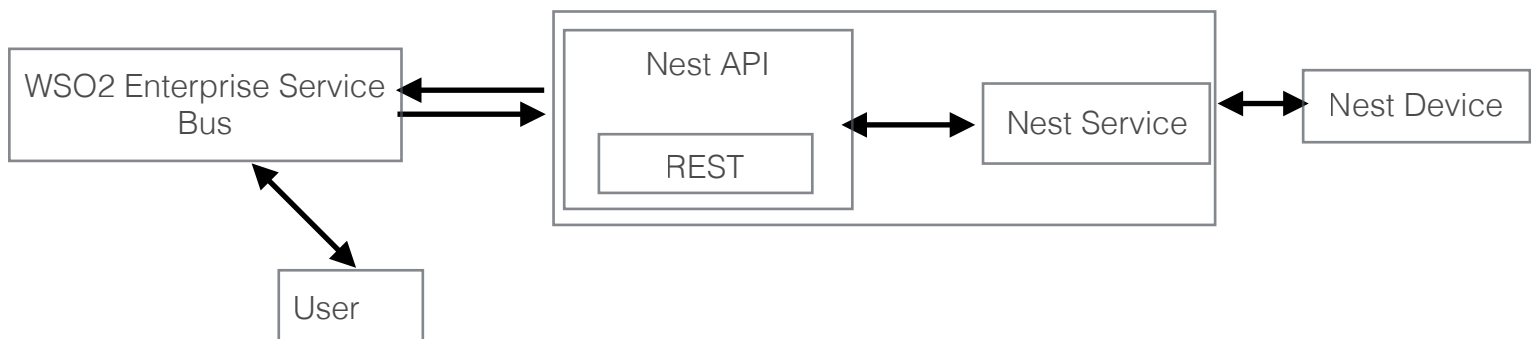 WSO2 Enterprise Service
Bus
Nest API
REST
Nest Service
Nest Device
User